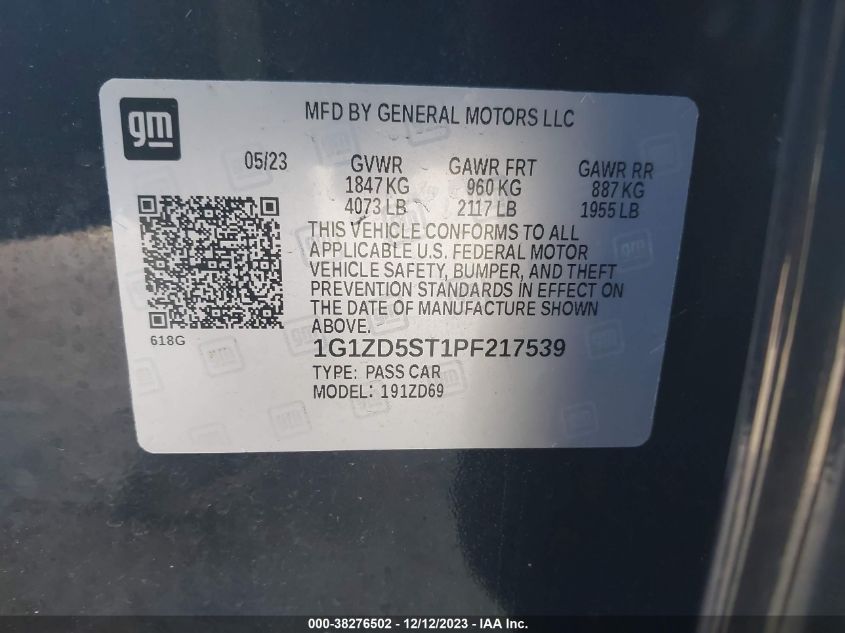 gm
MFD BY GENERAL MOTORS LLC
05/23 GVWR GAWR FRT GAWR RR
1847 KG 960 KG 887 KG
4073 LB 2117 LB 1955 LB
THIS VEHICLE CONFORMS TO ALL
APPLICABLE U.S. FEDERAL MOTOR
VEHICLE SAFETY, BUMPER, AND THEFT
PREVENTION STANDARDS IN EFFECT ON
THE DATE OF MANUFACTURE SHOWN
ABOVE.
618G
1G1ZD5ST1PF217539
TYPE: PASS CAR
MODEL: 191ZD69
000-38276502 - 12/12/2023 - IAAI.com